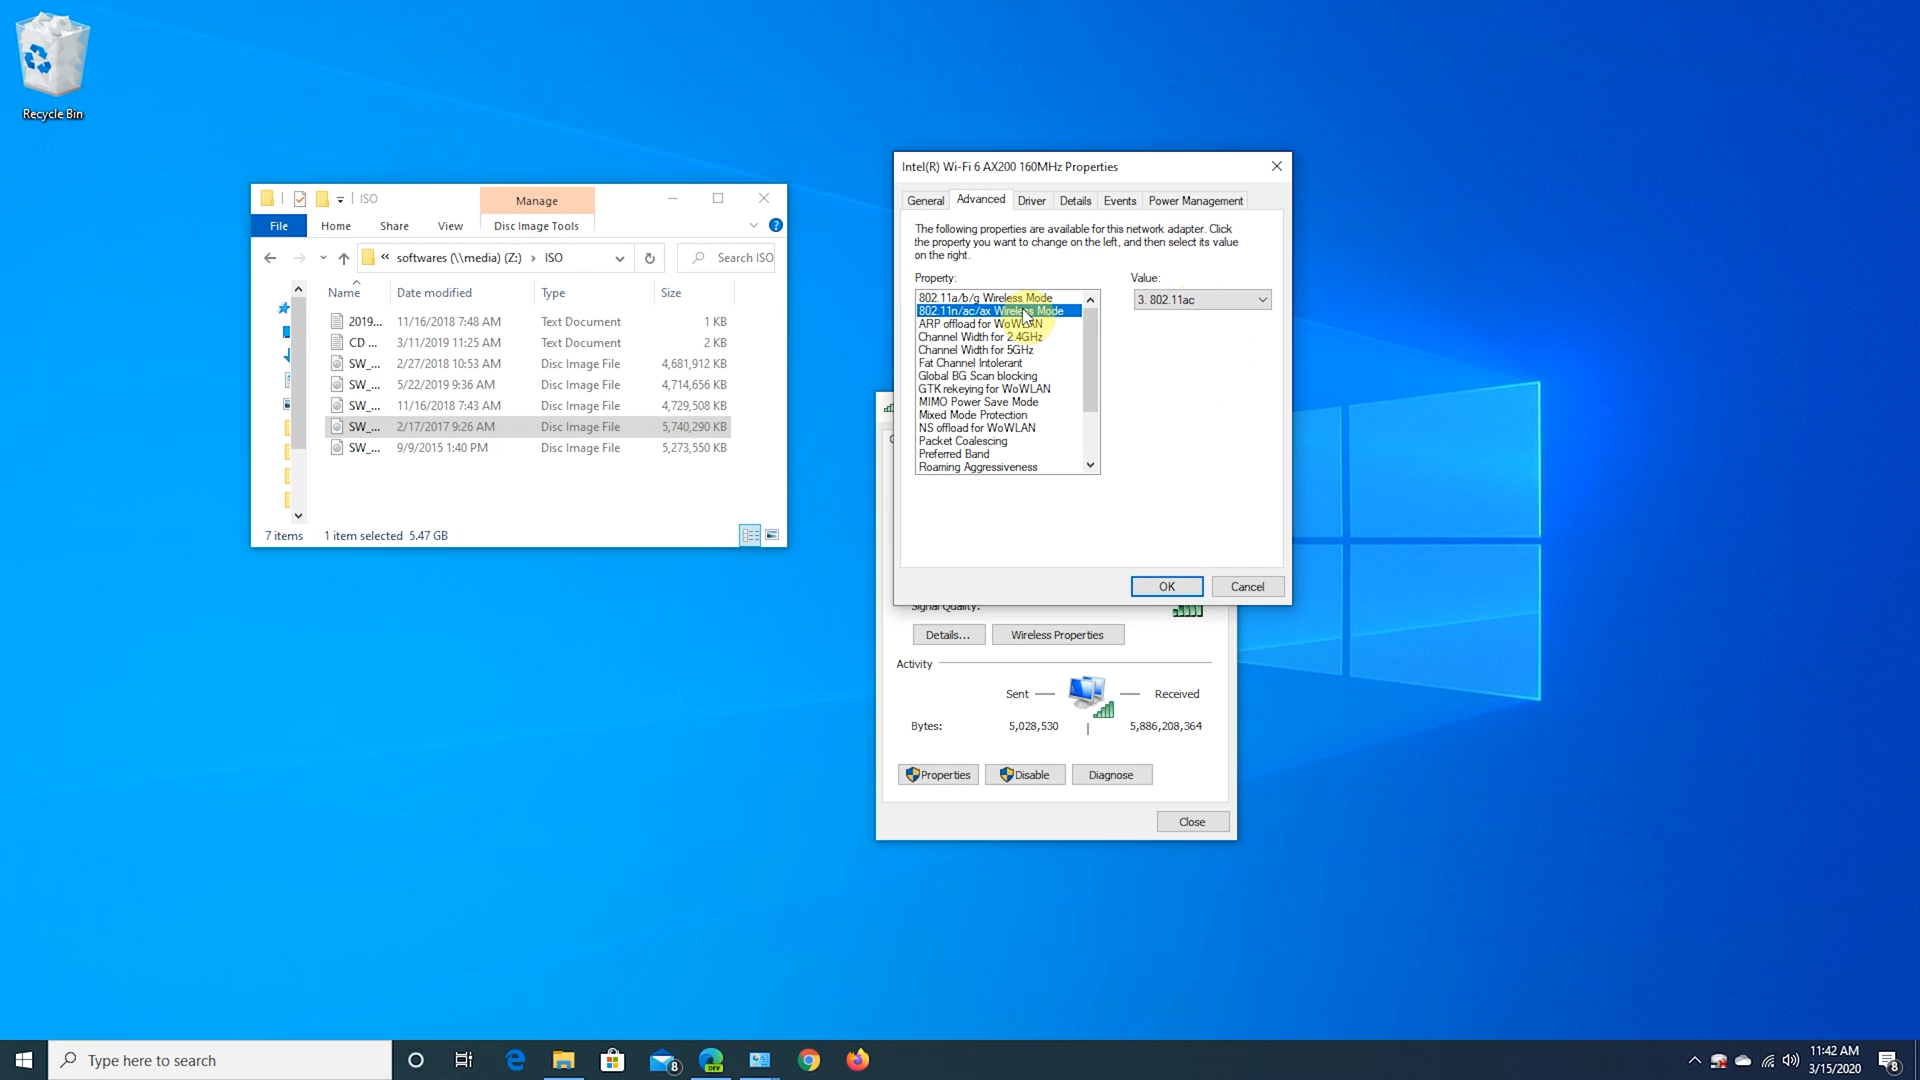 Recycle Bin
ISO
Manage
File
Home
Share
View
Disc Image Tools
softwares (\\media) (Z:)
ISO
Search ISO
Name
Date modified
Type
Size
2019... 11/16/2018 7:48 AM Text Document 1 KB
CD ... 3/11/2019 11:25 AM Text Document 2 KB
SW_... 2/27/2018 10:53 AM Disc Image File 4,681,912 KB
SW_... 5/22/2019 9:36 AM Disc Image File 4,714,656 KB
SW_... 11/16/2018 7:43 AM Disc Image File 4,729,508 KB
SW_... 2/17/2017 9:26 AM Disc Image File 5,740,290 KB
SW_... 9/9/2015 1:40 PM Disc Image File 5,273,550 KB
7 items 1 item selected 5.47 GB
Intel(R) Wi-Fi 6 AX200 160MHz Properties
General
Advanced
Driver
Details
Events
Power Management
The following properties are available for this network adapter. Click
the property you want to change on the left, and then select its value
on the right.
Property:
Value:
802.11a/b/g Wireless Mode
802.11n/ac/ax Wireless Mode
ARP offload for WoWLAN
Channel Width for 2.4GHz
Channel Width for 5GHz
Fat Channel Intolerant
Global BG Scan blocking
GTK rekeying for WoWLAN
MIMO Power Save Mode
Mixed Mode Protection
NS offload for WoWLAN
Packet Coalescing
Preferred Band
Roaming Aggressiveness
3. 802.11ac
OK
Cancel
Signal Quality:
Details...
Wireless Properties
Activity
Sent
Received
Bytes: 5,028,530 5,886,208,364
Properties
Disable
Diagnose
Close
Type here to search
8
DEV
11:42 AM
3/15/2020
8